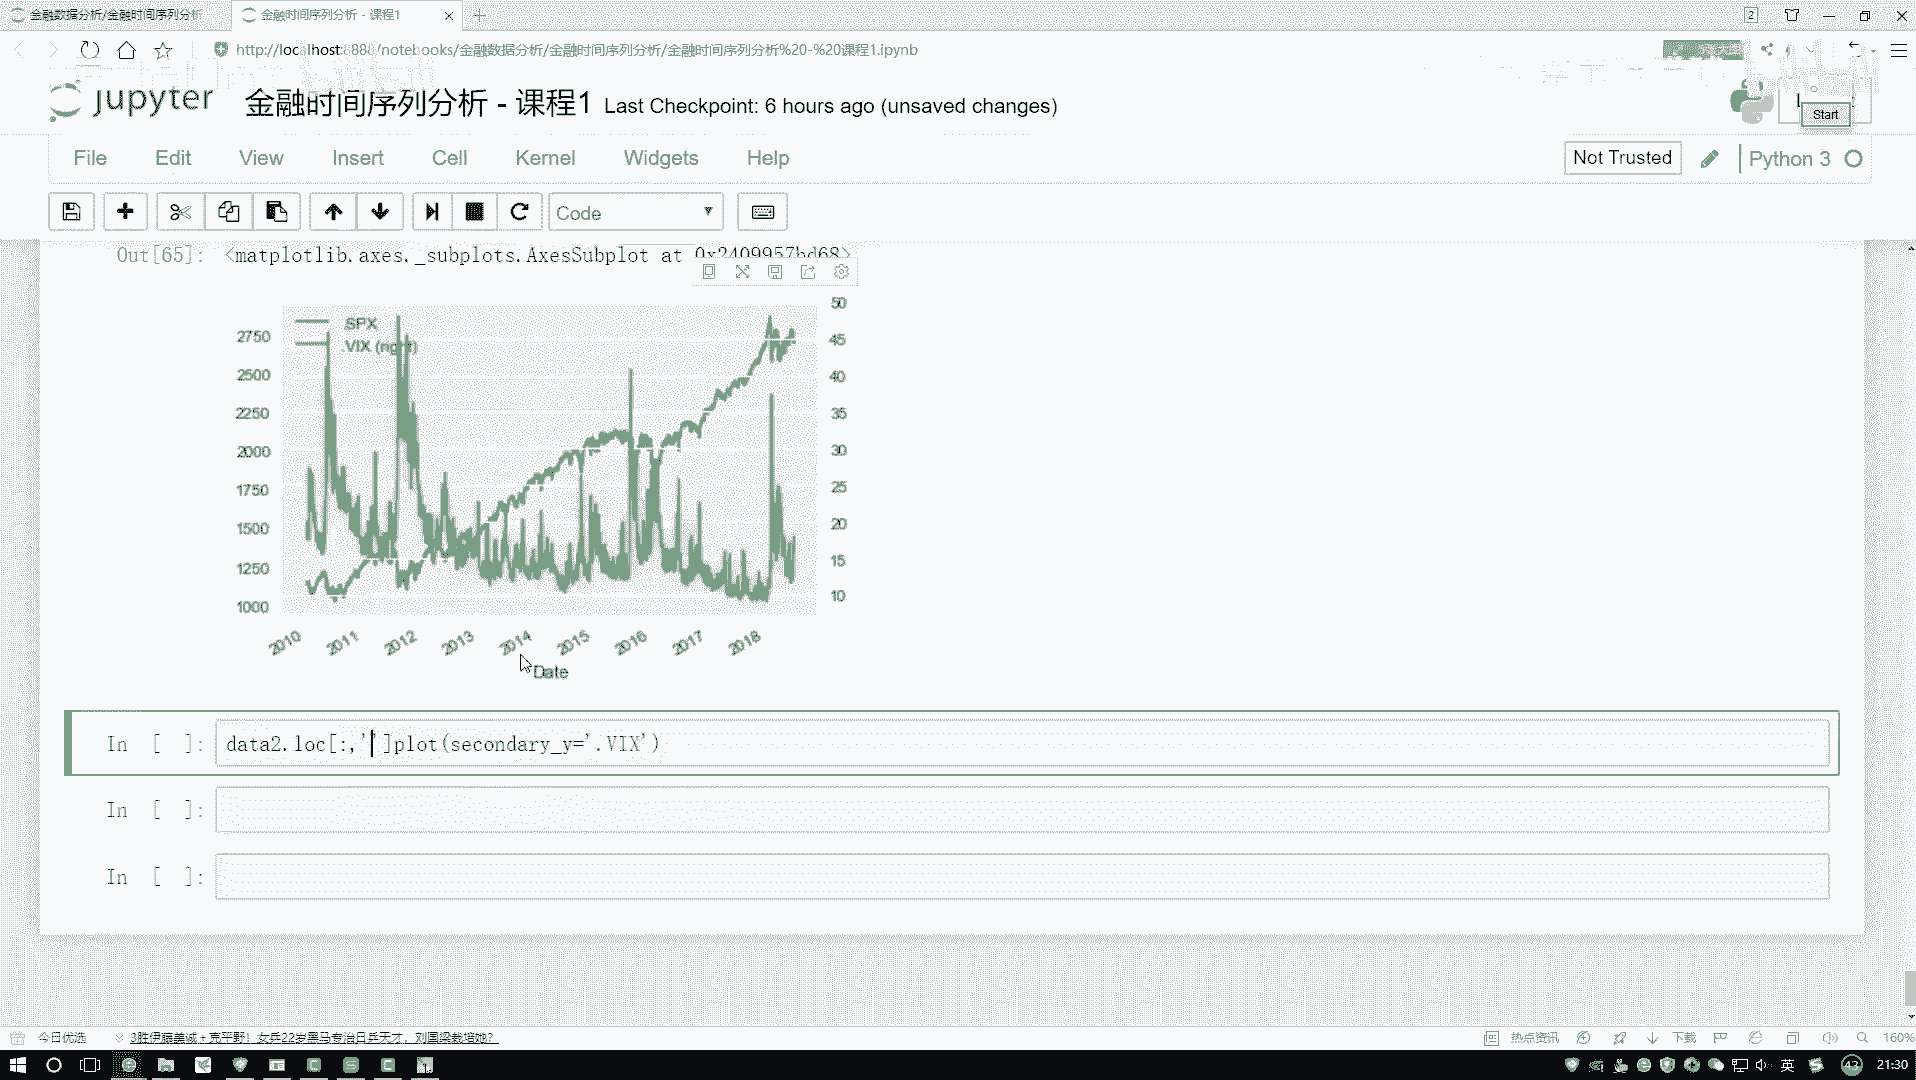 金融数据分析/金融时间序列分析
金融时间序列分析 - 课程1
2
http://localhost:888/notebooks/金融数据分析/金融时间序列分析/金融时间序列分析%20-%20课程1.ipynb
jupyter
金融时间序列分析 - 课程1 Last Checkpoint: 6 hours ago (unsaved changes)
Start
File Edit View Insert Cell Kernel Widgets Help
Not Trusted
Python 3
Code
Out[65]: <matplotlib.axes._subplots.AxesSubplot at 0x2409957bd68>
SPX
.VIX (right)
2750
2500
2250
2000
1750
1500
1250
1000
50
45
40
35
30
25
20
15
10
2010 2011 2012 2013 2014 2015 2016 2017 2018
Date
In [ ]: data2.loc[:,'']plot(secondary_y='.VIX')
In [ ]:
In [ ]:
今日优选
3胜伊藤美诚+克平野！女乒22岁黑马专治日乒天才，刘国梁栽培她？
热点资讯
下载
160%
英
43
21:30